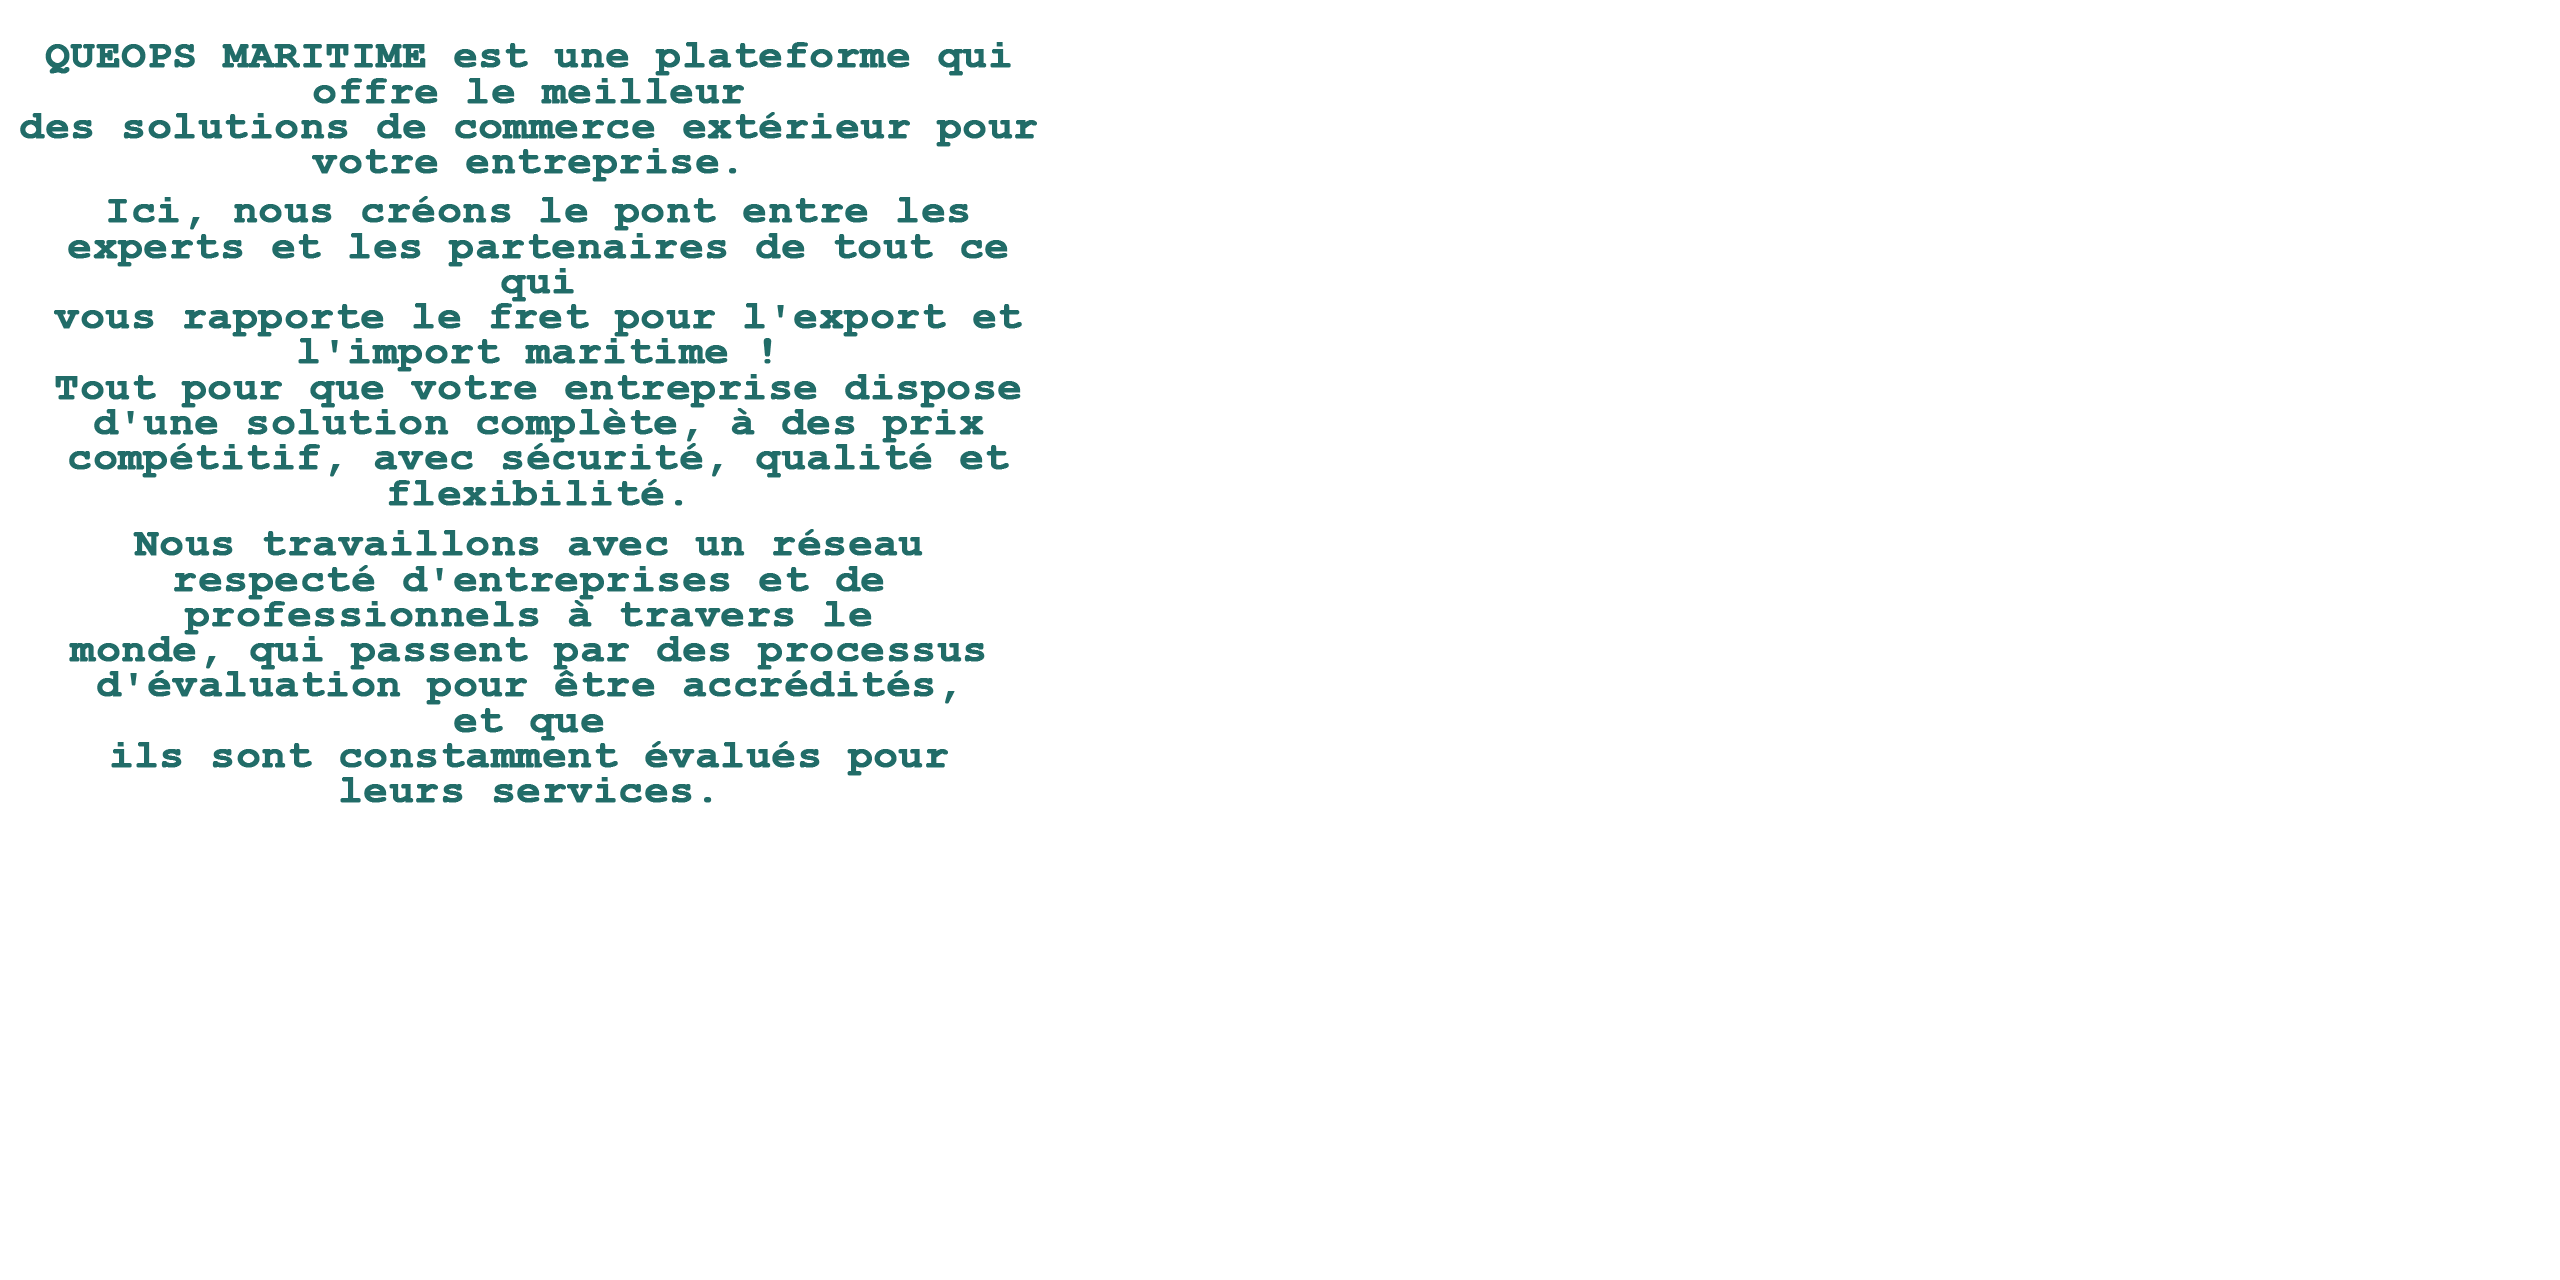 QUEOPS MARITIME est une plateforme qui
offre le meilleur
des solutions de commerce extérieur pour
votre entreprise.
Ici, nous créons le pont entre les
experts et les partenaires de tout ce
qui
vous rapporte le fret pour l'export et
l'import maritime !
Tout pour que votre entreprise dispose
d'une solution complète, à des prix
compétitif, avec sécurité, qualité et
flexibilité.
Nous travaillons avec un réseau
respecté d'entreprises et de
professionnels à travers le
monde, qui passent par des processus
d'évaluation pour être accrédités,
et que
ils sont constamment évalués pour
leurs services.